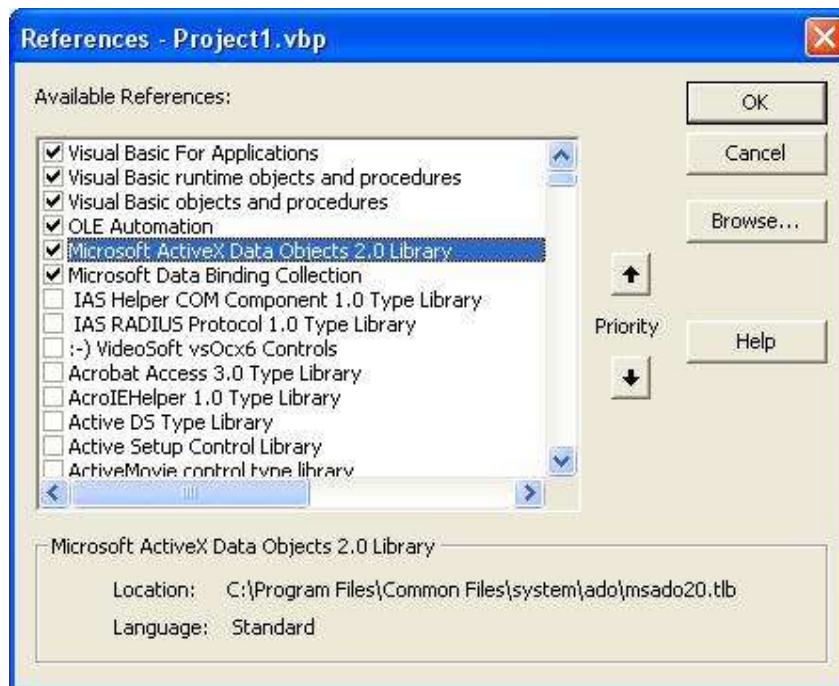 References - Project1.vbp
Available References:
OK
Cancel
Browse...
Help
Visual Basic For Applications
Visual Basic runtime objects and procedures
Visual Basic objects and procedures
OLE Automation
Microsoft ActiveX Data Objects 2.0 Library
Microsoft Data Binding Collection
IAS Helper COM Component 1.0 Type Library
IAS RADIUS Protocol 1.0 Type Library
:-) VideoSoft vsOcx6 Controls
Acrobat Access 3.0 Type Library
AcroIEHelper 1.0 Type Library
Active DS Type Library
Active Setup Control Library
ActiveMovie control type library
Priority
Microsoft ActiveX Data Objects 2.0 Library
Location: C:\Program Files\Common Files\system\ado\msado20.tlb
Language: Standard